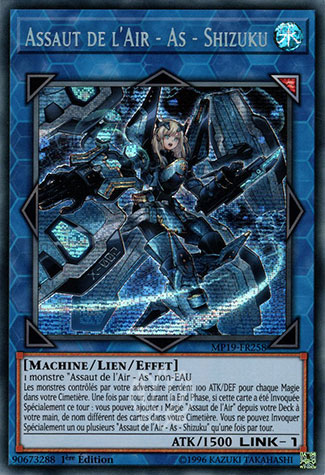 ASSAUT DE L'AIR - AS - SHIZUKU
水
MP19-FR258
[MACHINE/LIEN/EFFET]
1 monstre "Assaut de l'Air - As" non-EAU
Les monstres contrôlés par votre adversaire perdent 100 ATK/DEF pour chaque Magie
dans votre Cimetière. Une fois par tour, durant la End Phase, si cette carte a été Invoquée
Spécialement ce tour : vous pouvez ajouter 1 Magie "Assaut de l'Air" depuis votre Deck à
votre main, de nom différent des cartes dans votre Cimetière. Vous ne pouvez Invoquer
Spécialement un ou plusieurs "Assaut de l'Air - As - Shizuku" qu'une fois par tour.
ATK/1500 LINK-1
90673288 1ère Edition ©1996 KAZUKI TAKAHASHI